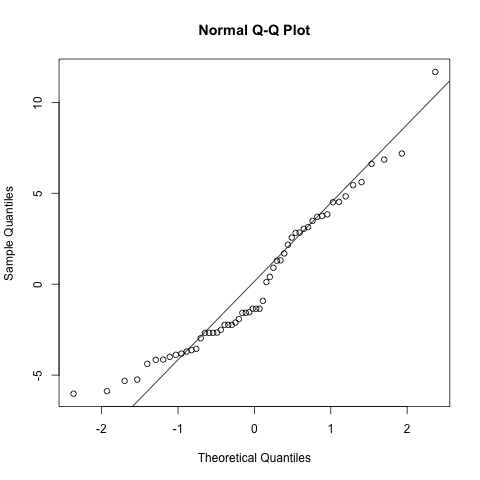 Normal Q-Q Plot
10
5
0
-5
Sample Quantiles
-2 -1 0 1 2
Theoretical Quantiles